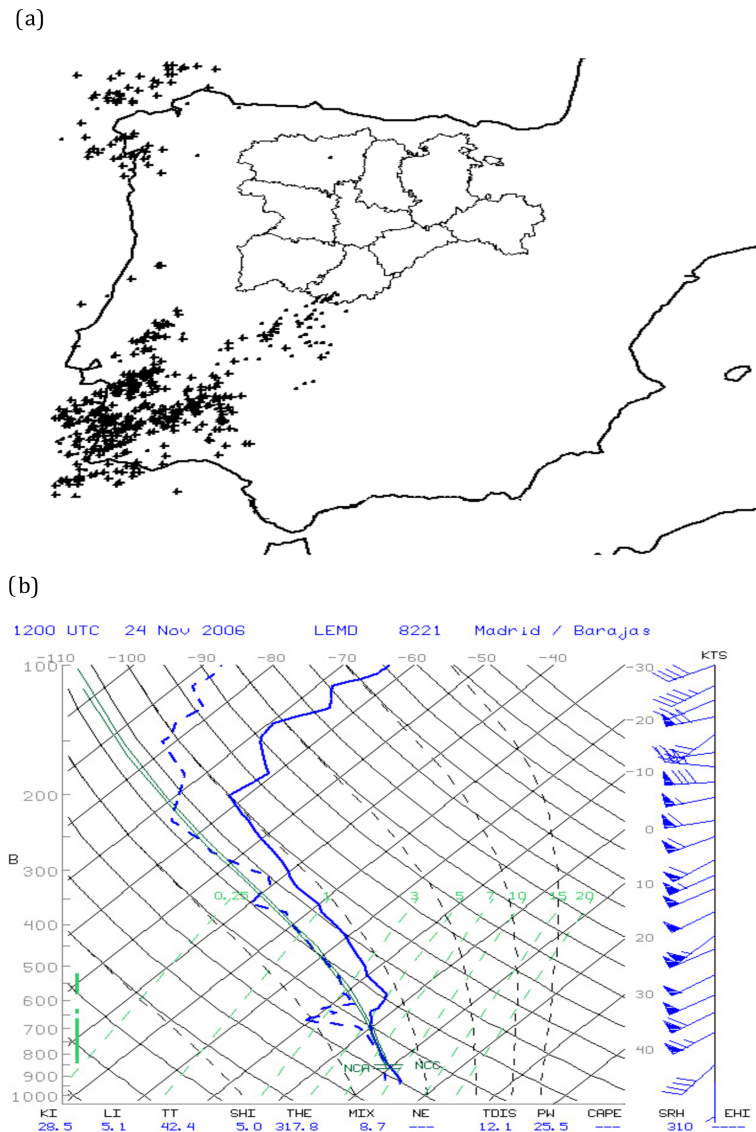 (a)
(b)
1200 UTC 24 Nov 2006 LEMD 8221 Madrid / Barajas
KTS
-110 -100 -90 -80 -70 -60 -50 -40 -30
100
-20
-10
200
0
B
300
0,25 1 3 5 7 10 15 20
10
400
20
500
600
30
700
800
40
NCA NCC
900
1000
KI LI TT SHI THE MIX NE TDIS PW CAPE SRH EHI
28.5 5.1 42.4 5.0 317.8 8.7 --- 12.1 25.5 --- 310 ----